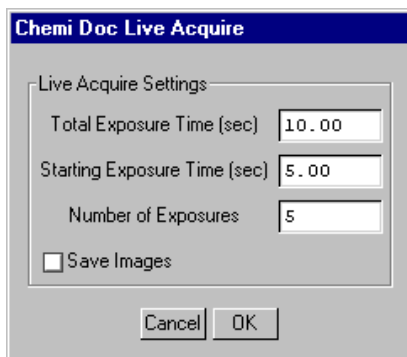 Chemi Doc Live Acquire
Live Acquire Settings
Total Exposure Time (sec) 10.00
Starting Exposure Time (sec) 5.00
Number of Exposures 5
Save Images
Cancel OK